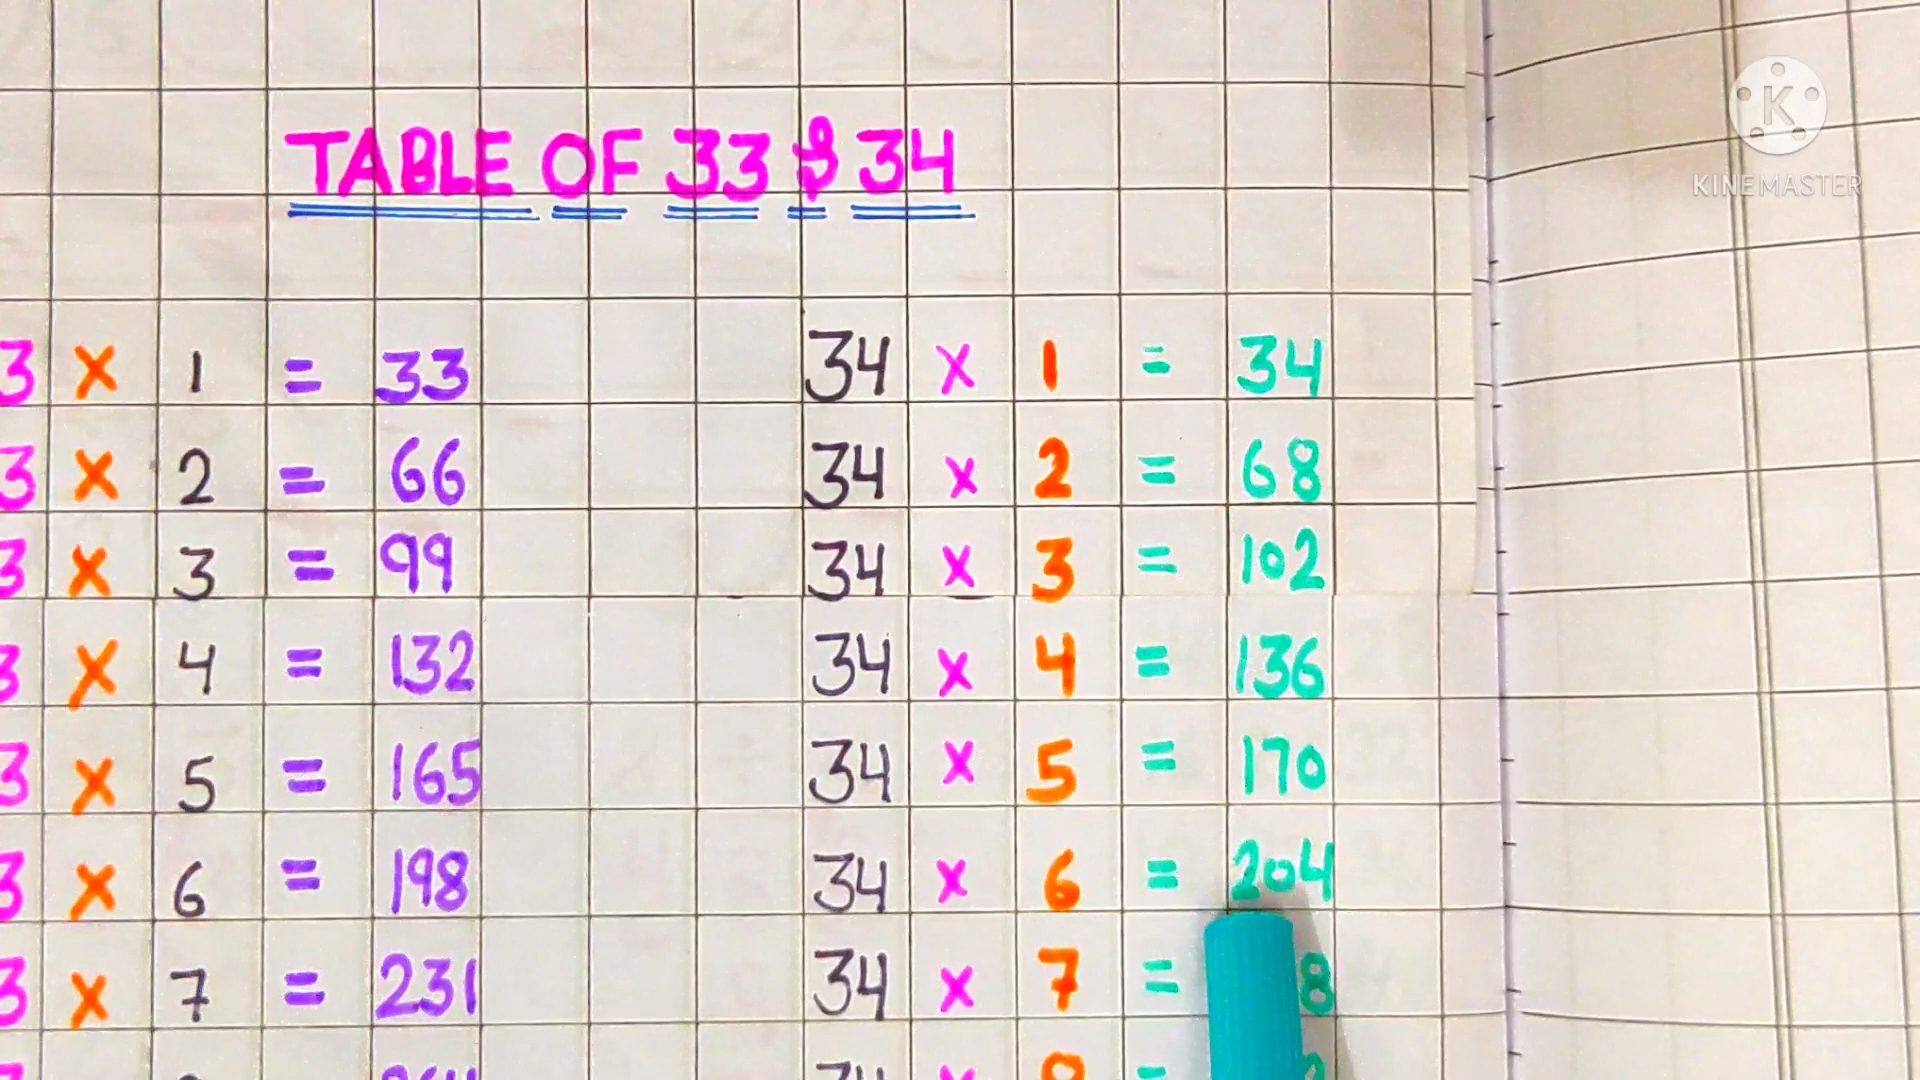 TABLE OF 33 & 34
KINEMASTER
3 × 1 = 33 34 × 1 = 34
3 × 2 = 66 34 × 2 = 68
3 × 3 = 99 34 × 3 = 102
3 × 4 = 132 34 × 4 = 136
3 × 5 = 165 34 × 5 = 170
3 × 6 = 198 34 × 6 = 204
3 × 7 = 231 34 × 7 = 8